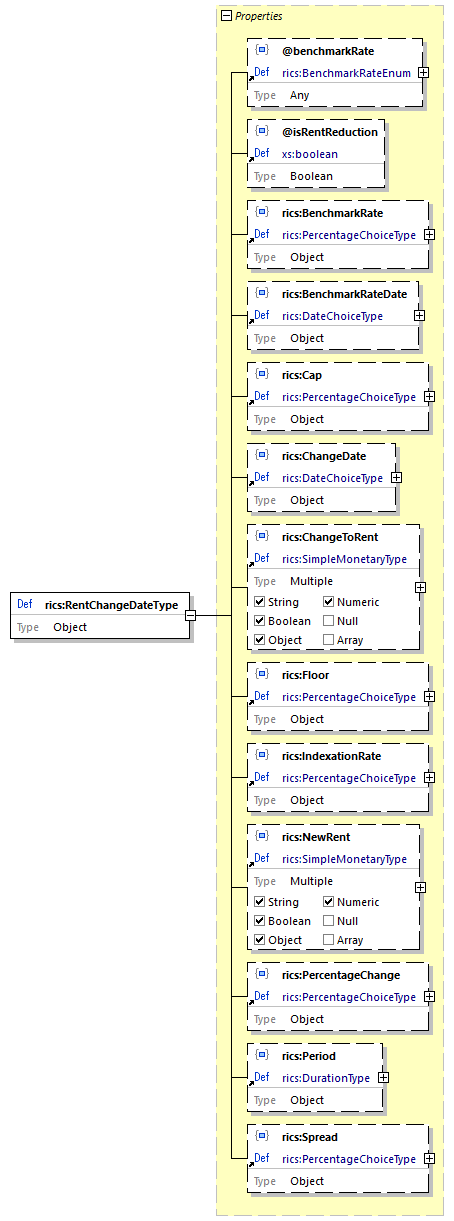 Properties
@benchmarkRate
Def rics:BenchmarkRateEnum
Type Any
@isRentReduction
Def xs:boolean
Type Boolean
rics:BenchmarkRate
Def rics:PercentageChoiceType
Type Object
rics:BenchmarkRateDate
Def rics:DateChoiceType
Type Object
rics:Cap
Def rics:PercentageChoiceType
Type Object
rics:ChangeDate
Def rics:DateChoiceType
Type Object
rics:ChangeToRent
Def rics:SimpleMonetaryType
Type Multiple
String Numeric
Boolean Null
Object Array
Def rics:RentChangeDateType
Type Object
rics:Floor
Def rics:PercentageChoiceType
Type Object
rics:IndexationRate
Def rics:PercentageChoiceType
Type Object
rics:NewRent
Def rics:SimpleMonetaryType
Type Multiple
String Numeric
Boolean Null
Object Array
rics:PercentageChange
Def rics:PercentageChoiceType
Type Object
rics:Period
Def rics:DurationType
Type Object
rics:Spread
Def rics:PercentageChoiceType
Type Object